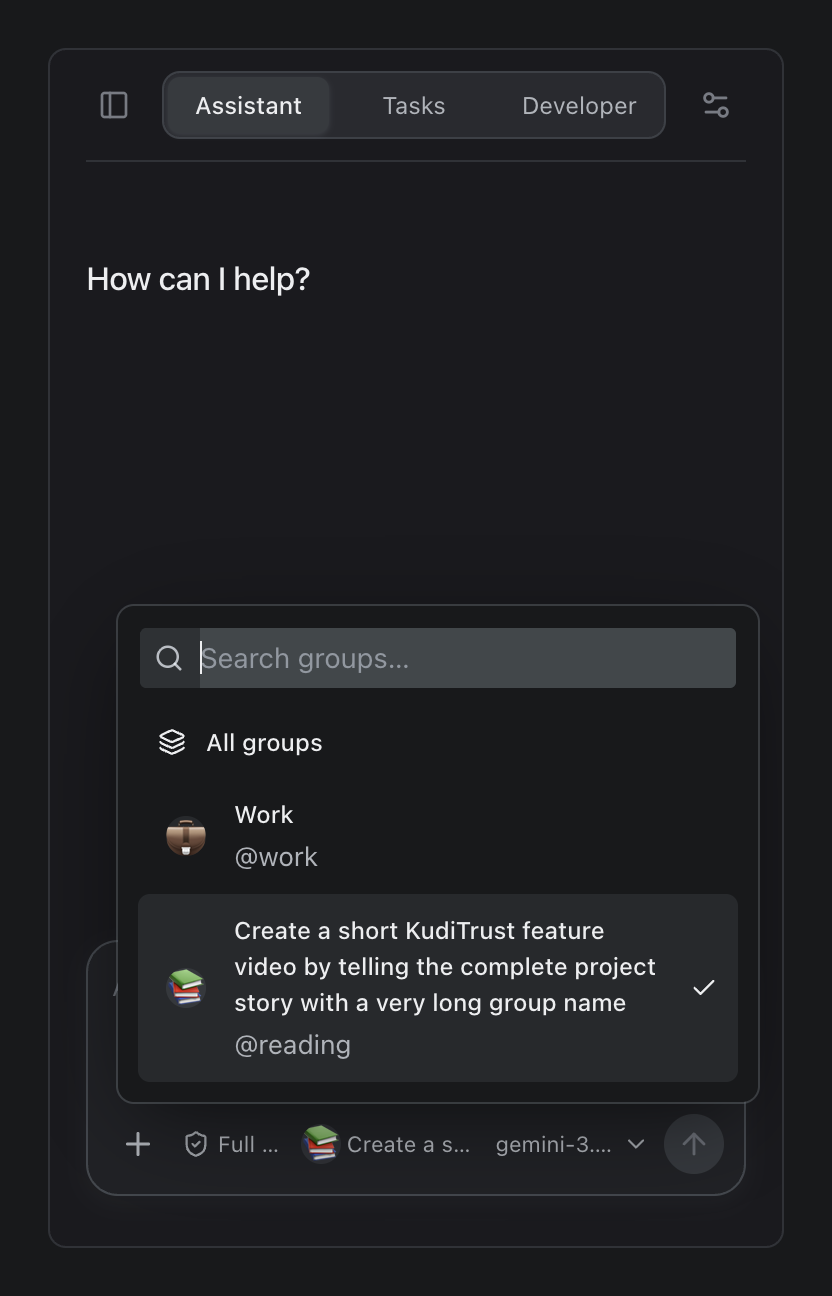 Assistant
Tasks
Developer
How can I help?
Search groups...
All groups
Work
@work
Create a short KudiTrust feature
video by telling the complete project
story with a very long group name
@reading
Full ...
Create a s...
gemini-3....